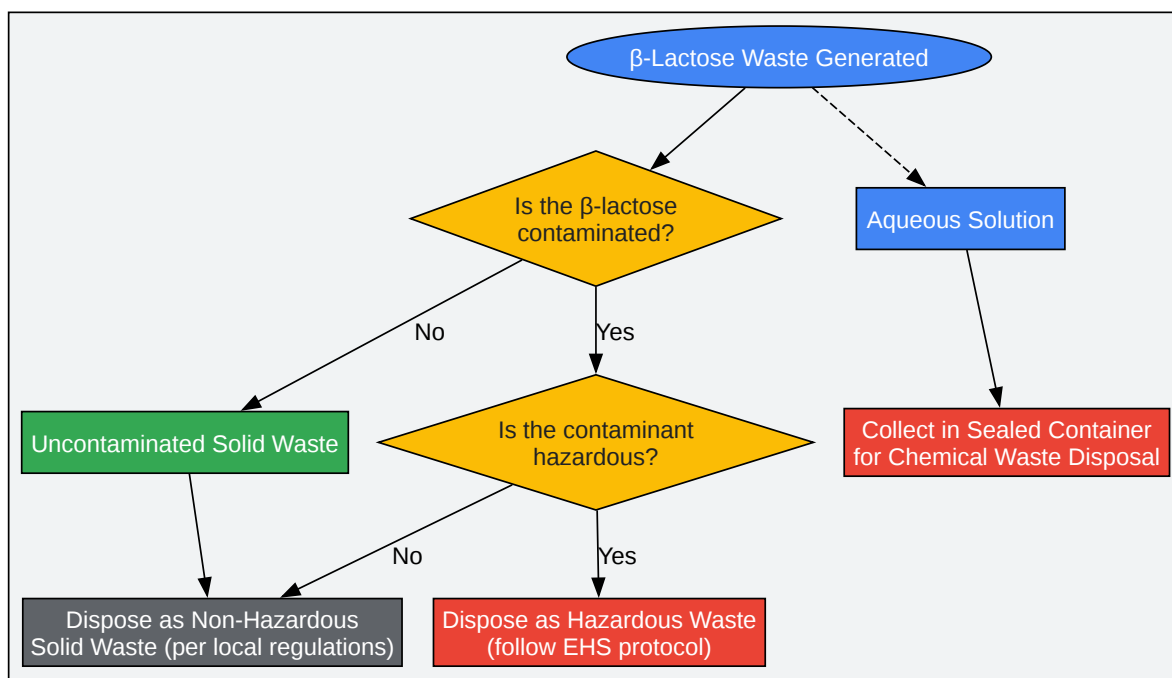 β-Lactose Waste Generated
Is the β-lactose
contaminated?
Aqueous Solution
No
Yes
Uncontaminated Solid Waste
Is the contaminant
hazardous?
Collect in Sealed Container
for Chemical Waste Disposal
No
Yes
Dispose as Non-Hazardous
Solid Waste (per local regulations)
Dispose as Hazardous Waste
(follow EHS protocol)